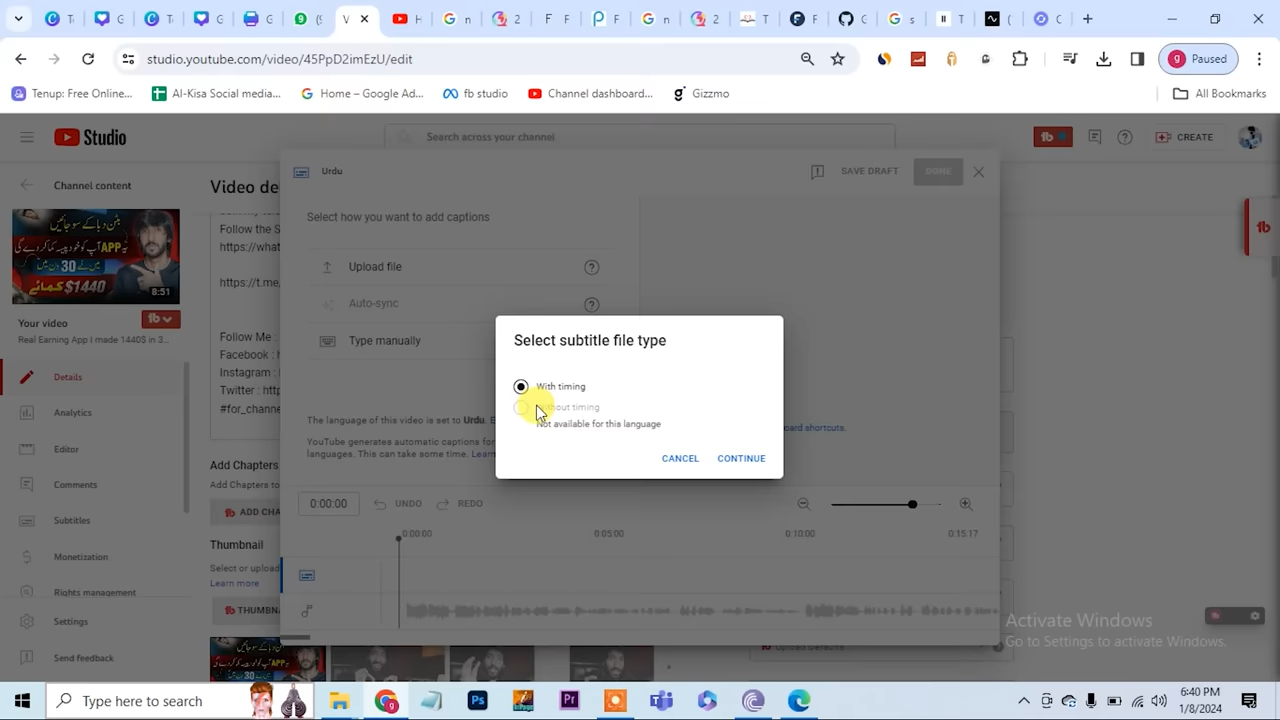 studio.youtube.com/video/45PpD2imEzU/edit
Paused
Tenup: Free Onlin...
Al-Kisa Social media...
Home – Google Ad...
fb studio
Channel dashboard...
Gizzmo
All Bookmarks
Studio
Search across your channel
CREATE
Channel content
Video de
Urdu
SAVE DRAFT
DONE
Select how you want to add captions
Follow the S
https://what
Upload file
https://t.me,
Auto-sync
8:51
Your video
Real Earning App I made 1440$ in 3...
Type manually
Select subtitle file type
With timing
Not available for this language
CANCEL
CONTINUE
Follow Me :
Facebook : h
Instagram :
Twitter : http
#for_channe
The language of this video is set to Urdu. E
YouTube generates automatic captions for
languages. This can take some time. Learn
oard shortcuts.
Details
Analytics
Editor
Comments
Subtitles
Monetization
Rights management
Settings
Send feedback
Add Chapters
Add Chapters to
ADD CHA
Thumbnail
Select or upload
Learn more
THUMBN
0:00:00
UNDO
REDO
0:00:00
0:05:00
0:10:00
0:15:17
Activate Windows
Go to Settings to activate Windows.
Type here to search
6:40 PM
1/8/2024